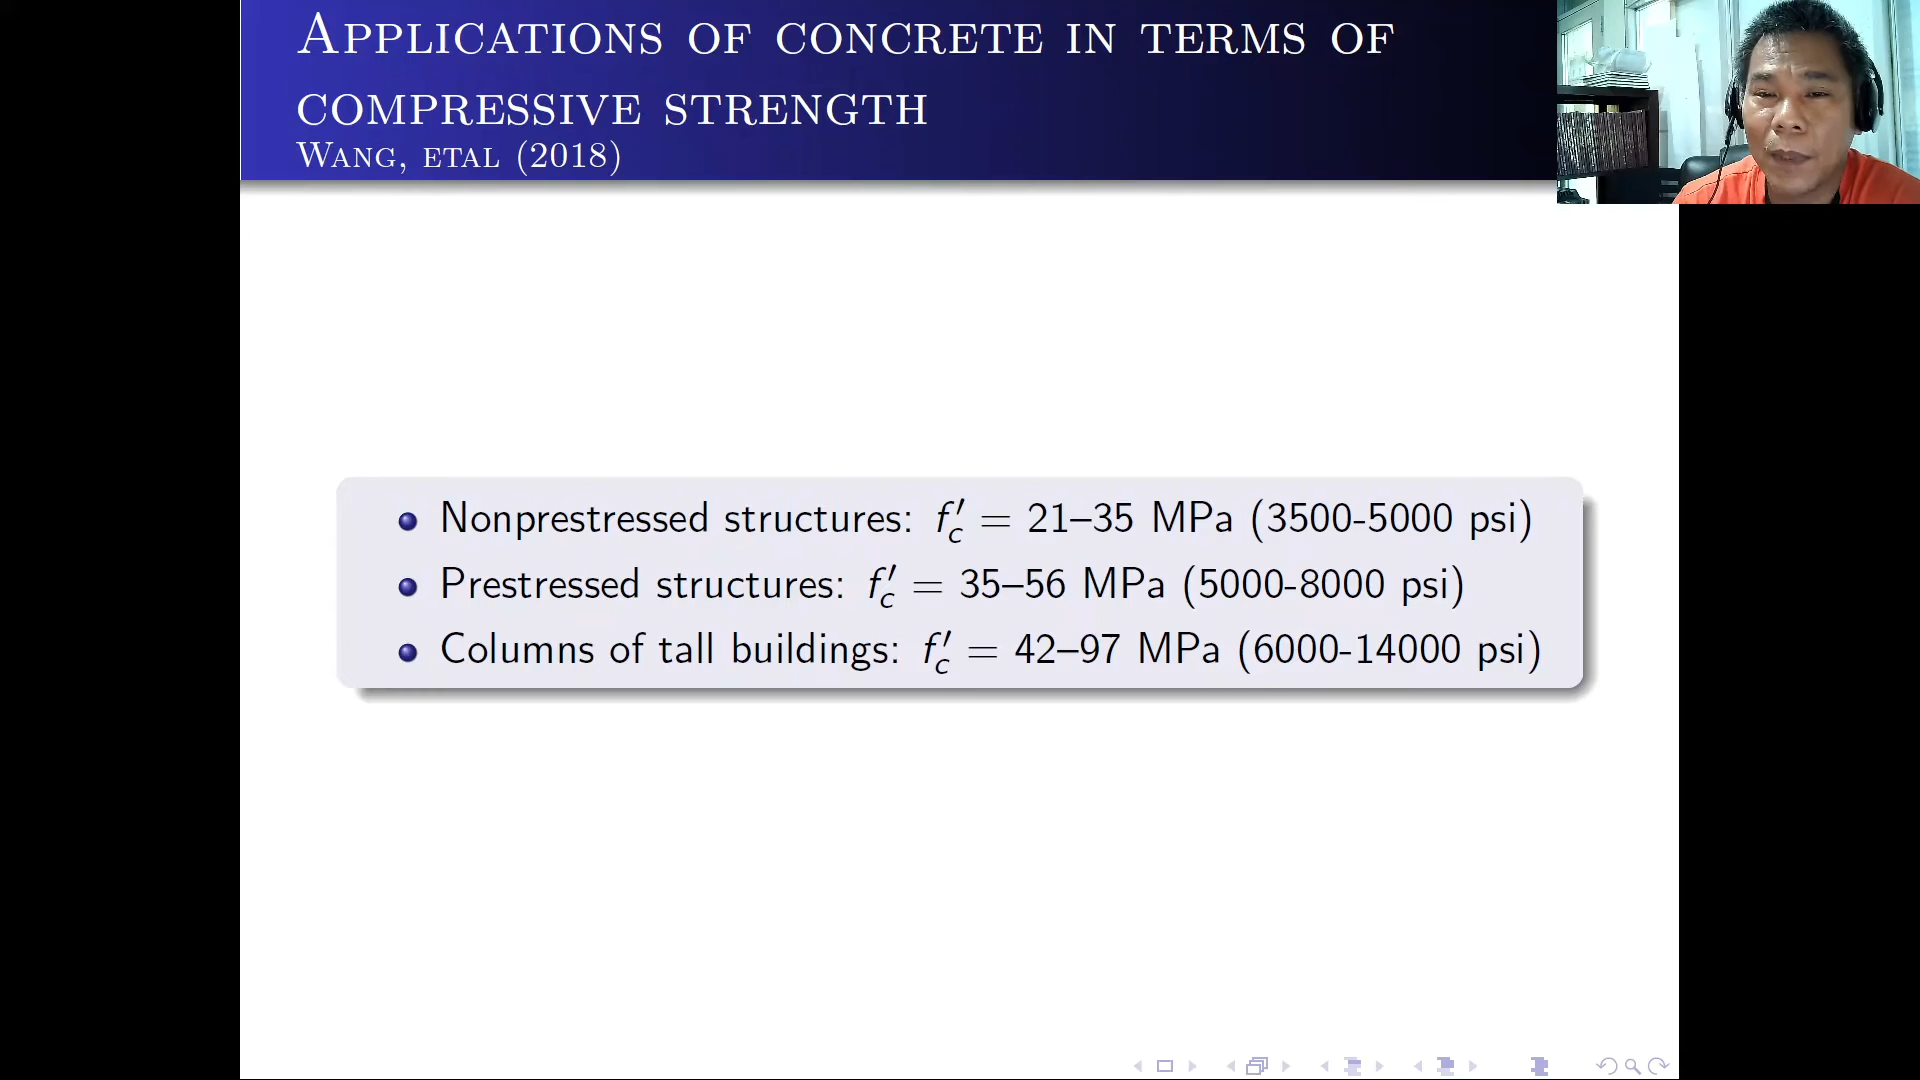 Applications of concrete in terms of
compressive strength
Wang, etal (2018)
Nonprestressed structures: f′c = 21–35 MPa (3500-5000 psi)
Prestressed structures: f′c = 35–56 MPa (5000-8000 psi)
Columns of tall buildings: f′c = 42–97 MPa (6000-14000 psi)